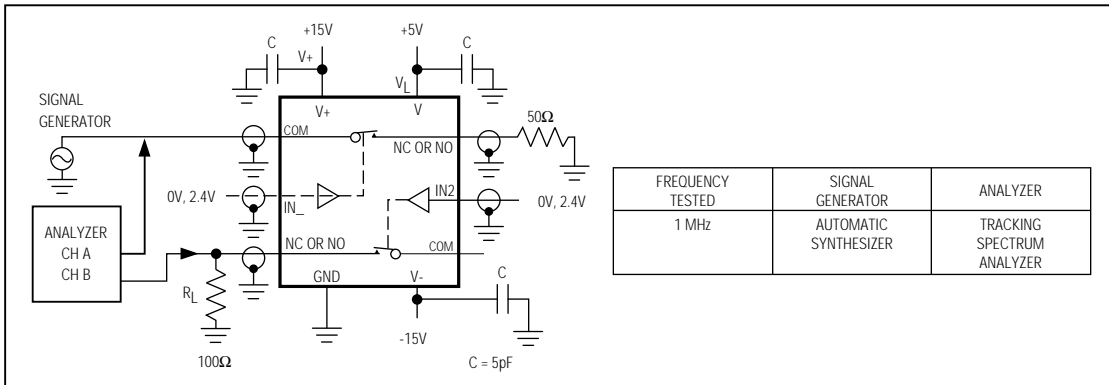 +15V
+5V
C
V+
C
V
L
SIGNAL
GENERATOR
V+
V
50Ω
COM
NC OR NO
0V, 2.4V
IN_
IN2
0V, 2.4V
ANALYZER
CH A
CH B
NC OR NO
COM
GND
V-
C
R
L
-15V
100Ω
C = 5pF
FREQUENCY
TESTED
SIGNAL
GENERATOR
ANALYZER
1 MHz
AUTOMATIC
SYNTHESIZER
TRACKING
SPECTRUM
ANALYZER